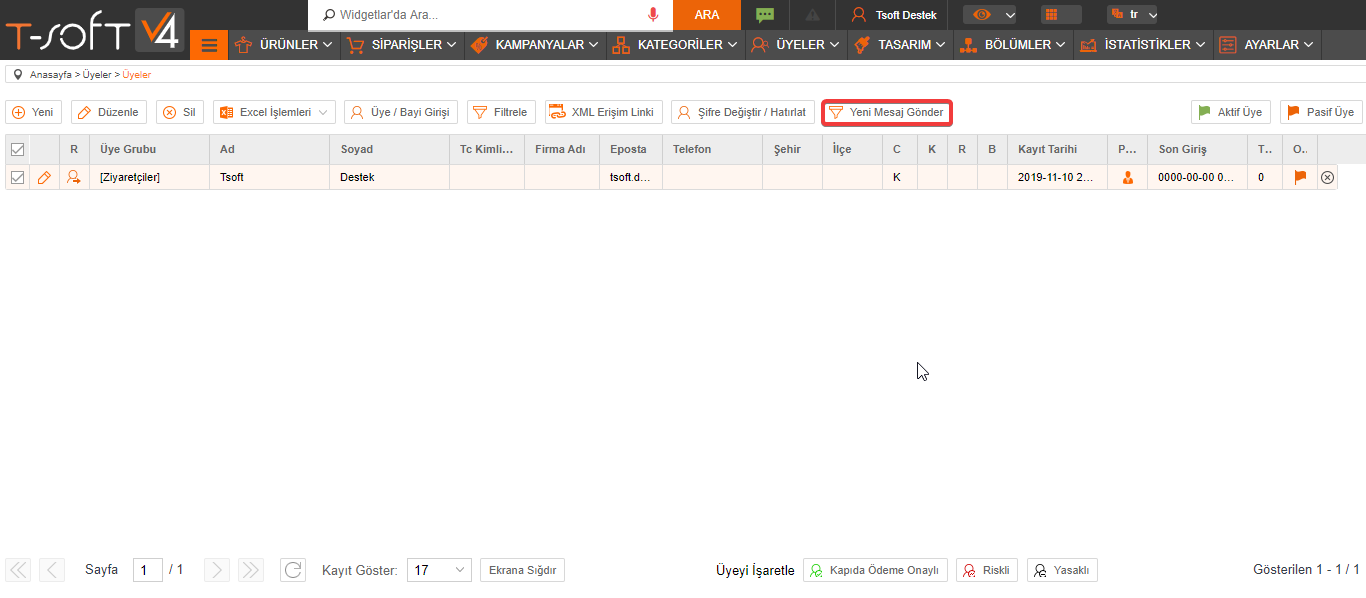 T-SOFT V4 Widgetlar'da Ara... ARA Tsoft Destek tr
ÜRÜNLER SİPARİŞLER KAMPANYALAR KATEGORİLER ÜYELER TASARIM BÖLÜMLER İSTATİSTİKLER AYARLAR
Anasayfa > Üyeler > Üyeler
Yeni Düzenle Sil Excel İşlemleri Üye / Bayi Girişi Filtrele XML Erişim Linki Şifre Değiştir / Hatırlat Yeni Mesaj Gönder Aktif Üye Pasif Üye
R Üye Grubu Ad Soyad Tc Kimli... Firma Adı Eposta Telefon Şehir İlçe C K R B Kayıt Tarihi P... Son Giriş T.. O..
[Ziyaretçiler] Tsoft Destek tsoft.d... K 2019-11-10 2... 0000-00-00 0... 0
Sayfa 1 / 1 Kayıt Göster: 17 Ekrana Sığdır Üyeyi İşaretle Kapıda Ödeme Onaylı Riskli Yasaklı Gösterilen 1 - 1 / 1